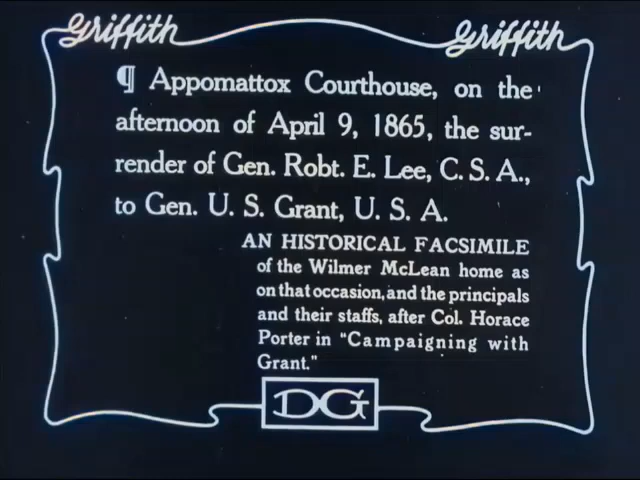 Griffith Griffith
¶ Appomattox Courthouse, on the
afternoon of April 9, 1865, the sur-
render of Gen. Robt. E. Lee, C. S. A.,
to Gen. U. S. Grant, U. S. A.
AN HISTORICAL FACSIMILE
of the Wilmer McLean home as
on that occasion, and the principals
and their staffs, after Col. Horace
Porter in "Campaigning with
Grant."
DG